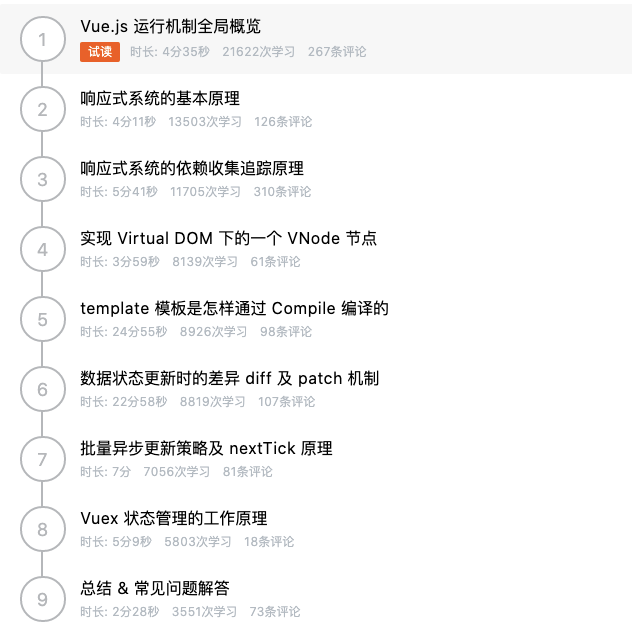 1
Vue.js 运行机制全局概览
试读 时长: 4分35秒 21622次学习 267条评论
2
响应式系统的基本原理
时长: 4分11秒 13503次学习 126条评论
3
响应式系统的依赖收集追踪原理
时长: 5分41秒 11705次学习 310条评论
4
实现 Virtual DOM 下的一个 VNode 节点
时长: 3分59秒 8139次学习 61条评论
5
template 模板是怎样通过 Compile 编译的
时长: 24分55秒 8926次学习 98条评论
6
数据状态更新时的差异 diff 及 patch 机制
时长: 22分58秒 8819次学习 107条评论
7
批量异步更新策略及 nextTick 原理
时长: 7分 7056次学习 81条评论
8
Vuex 状态管理的工作原理
时长: 5分9秒 5803次学习 18条评论
9
总结 & 常见问题解答
时长: 2分28秒 3551次学习 73条评论